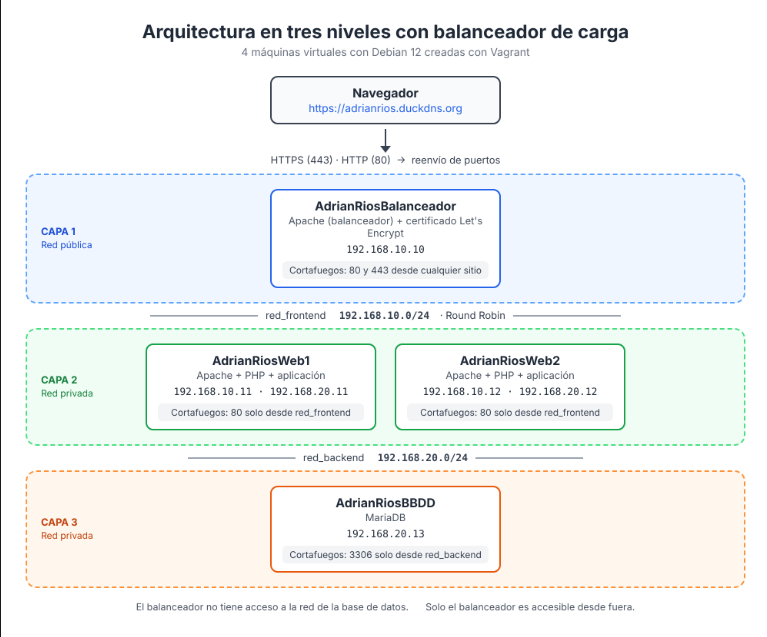 Arquitectura en tres niveles con balanceador de carga
4 máquinas virtuales con Debian 12 creadas con Vagrant
Navegador
https://adrianrios.duckdns.org
HTTPS (443) · HTTP (80) → reenvío de puertos
CAPA 1
Red pública
AdrianRiosBalanceador
Apache (balanceador) + certificado Let's
Encrypt
192.168.10.10
Cortafuegos: 80 y 443 desde cualquier sitio
red_frontend 192.168.10.0/24 · Round Robin
CAPA 2
Red privada
AdrianRiosWeb1
Apache + PHP + aplicación
192.168.10.11 · 192.168.20.11
Cortafuegos: 80 solo desde red_frontend
AdrianRiosWeb2
Apache + PHP + aplicación
192.168.10.12 · 192.168.20.12
Cortafuegos: 80 solo desde red_frontend
red_backend 192.168.20.0/24
CAPA 3
Red privada
AdrianRiosBBDD
MariaDB
192.168.20.13
Cortafuegos: 3306 solo desde red_backend
El balanceador no tiene acceso a la red de la base de datos. Solo el balanceador es accesible desde fuera.